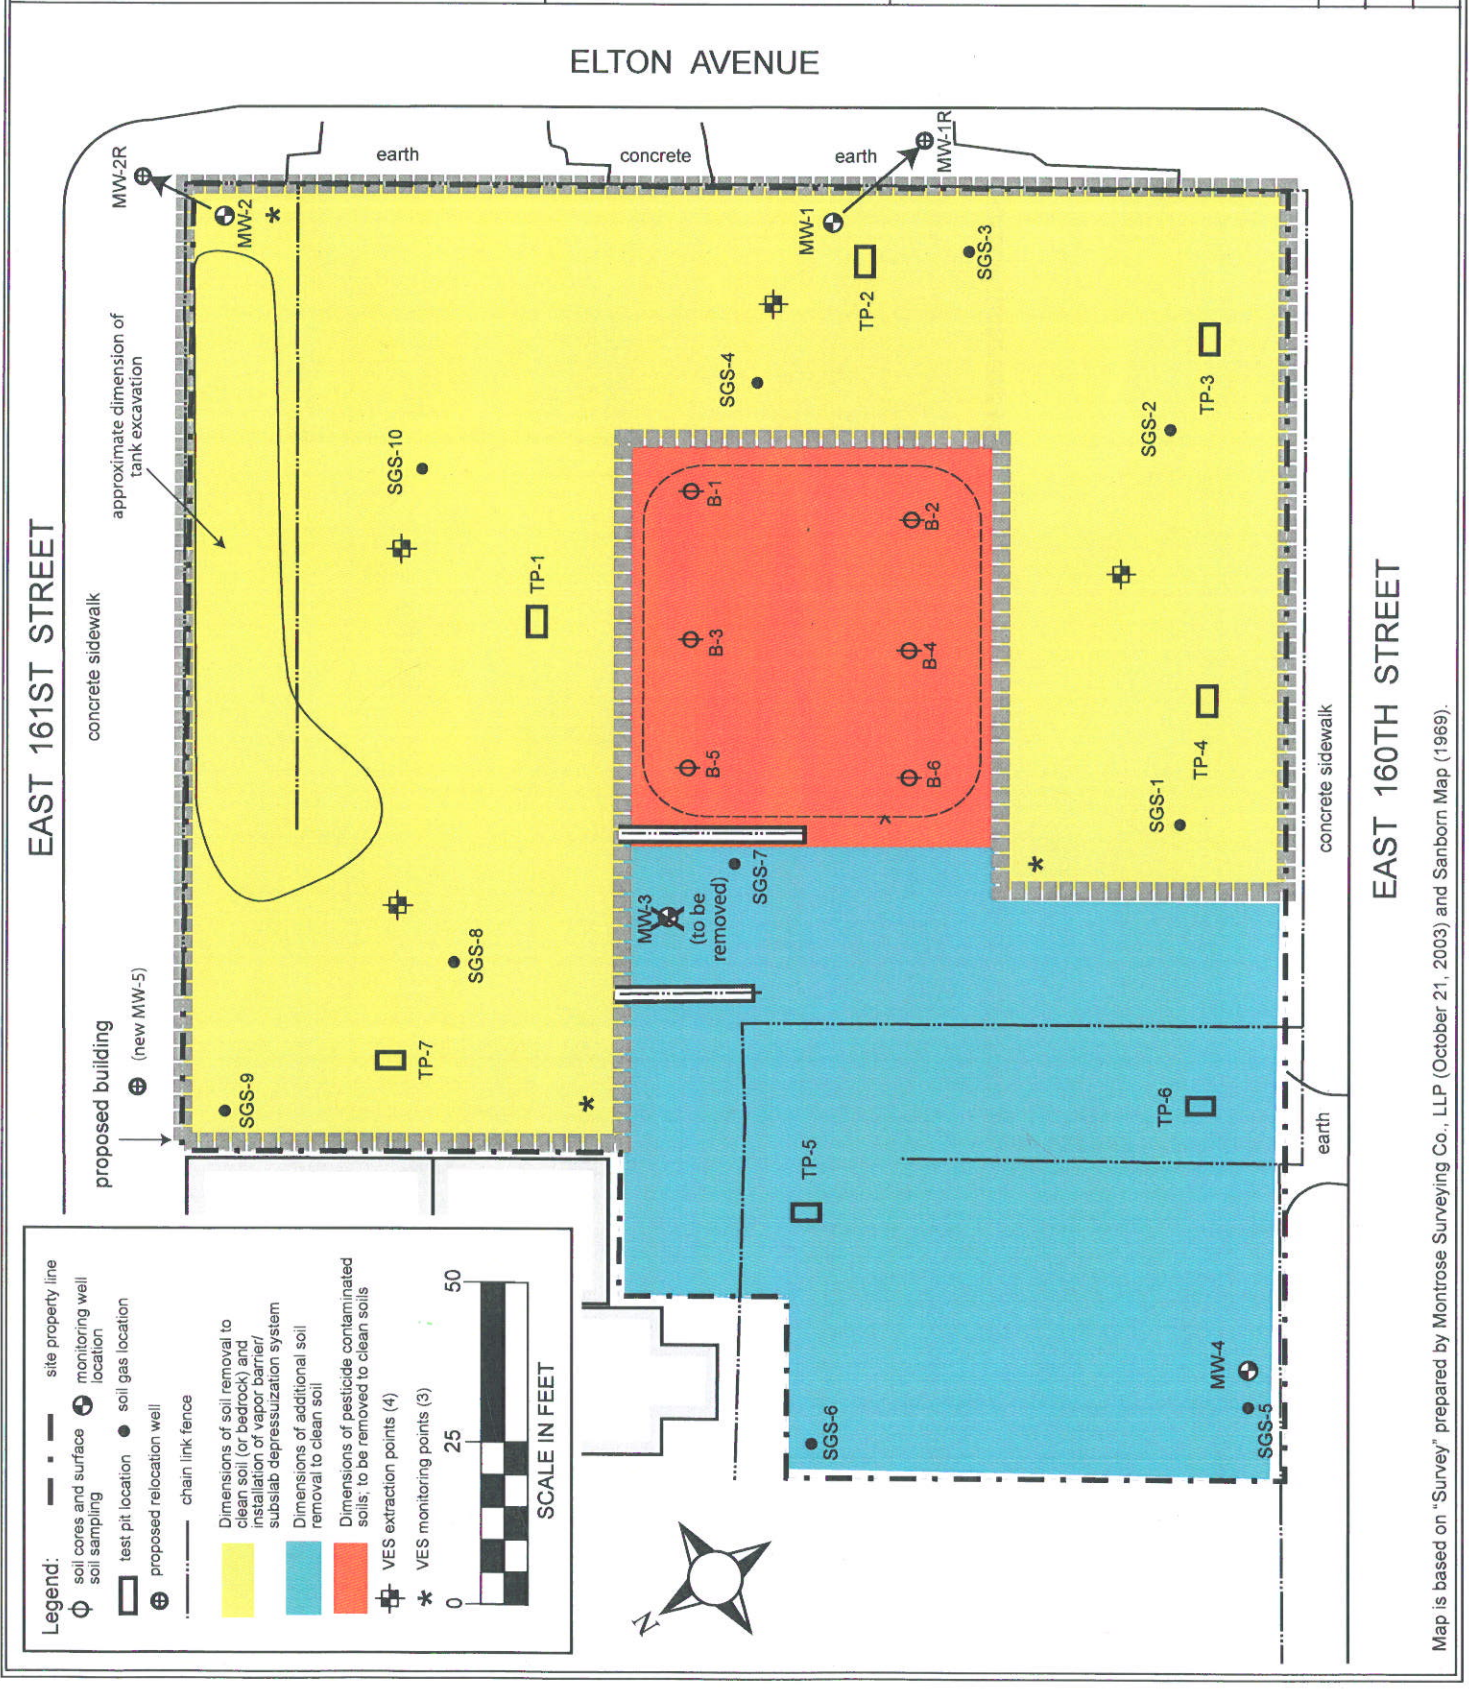 ELTON AVENUE
EAST 161ST STREET
EAST 160TH STREET
MW-2R
MW-2
earth
concrete
earth
MW-1R
MW-1
TP-2
SGS-3
approximate dimension of
tank excavation
SGS-4
TP-3
SGS-2
SGS-10
concrete sidewalk
TP-1
B-1
B-2
B-3
B-4
B-5
B-6
TP-4
SGS-1
concrete sidewalk
MW-3
(to be
removed)
SGS-7
SGS-8
proposed building
(new MW-5)
SGS-9
TP-7
TP-5
TP-6
earth
SGS-6
MW-4
SGS-5
Legend:
site property line
soil cores and surface
soil sampling
monitoring well
location
test pit location
soil gas location
proposed relocation well
chain link fence
Dimensions of soil removal to
clean soil (or bedrock) and
installation of vapor barrier/
subslab depressuization system
Dimensions of additional soil
removal to clean soil
Dimensions of pesticide contaminated
soils; to be removed to clean soils
VES extraction points (4)
VES monitoring points (3)
0
25
50
SCALE IN FEET
N
Map is based on "Survey" prepared by Montrose Surveying Co., LLP (October 21, 2003) and Sanborn Map (1969).